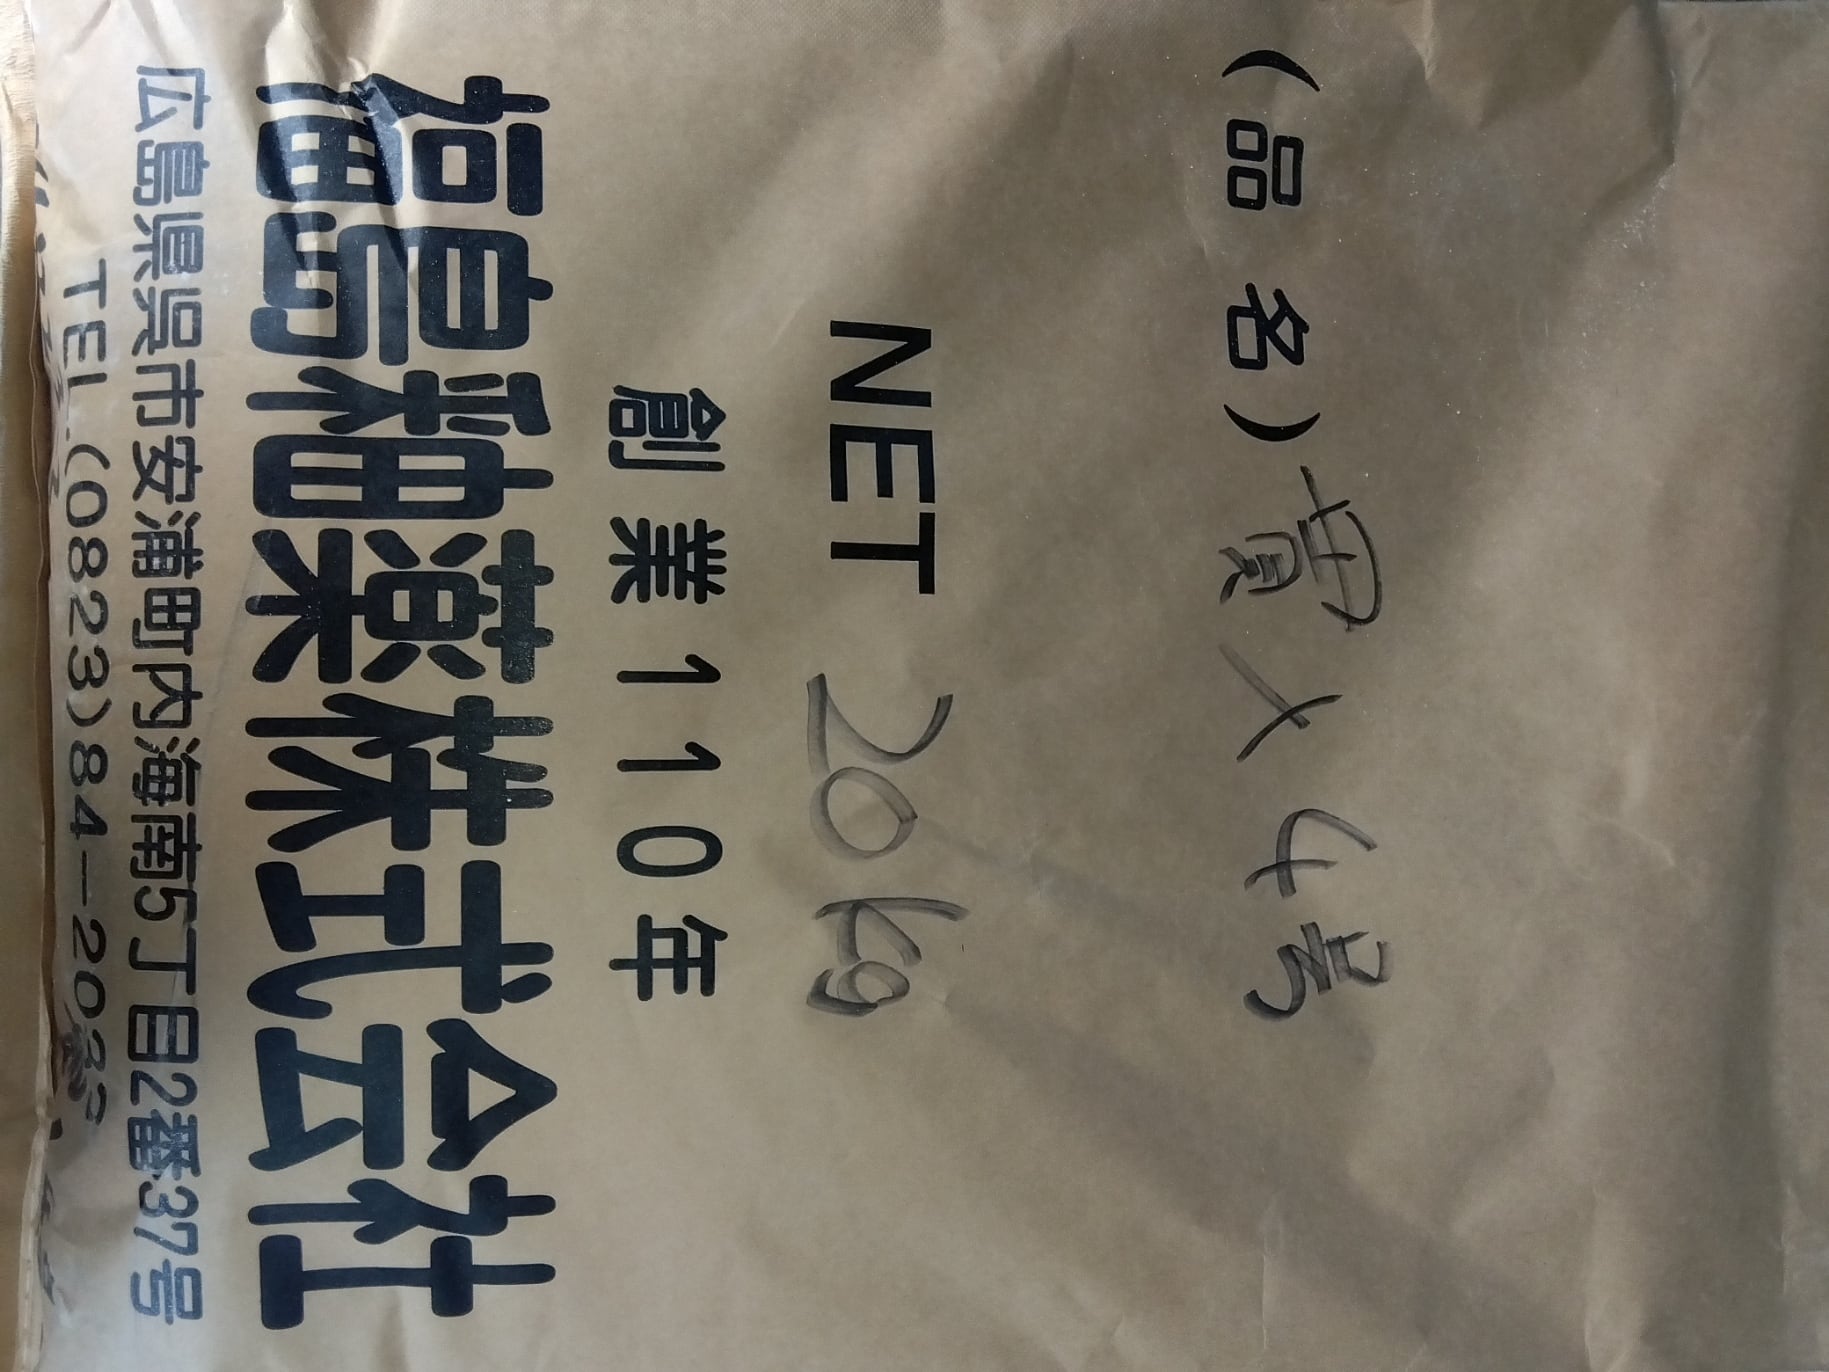 (品名)貫入4号
NET 20kg
創業110年
福島釉薬株式会社
広島県呉市安浦町内海南5丁目2番37号
TEL.(0823)84-2022